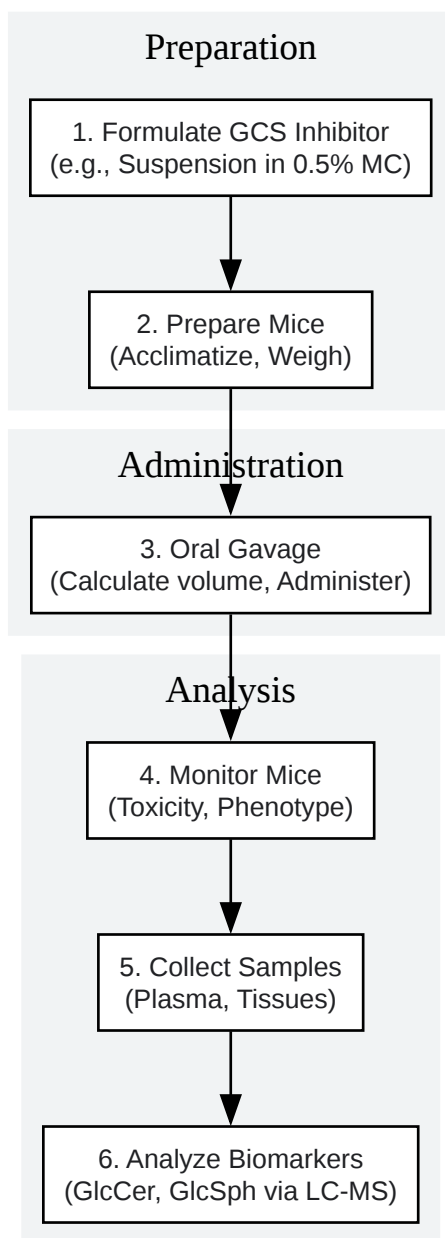 Preparation
1. Formulate GCS Inhibitor
(e.g., Suspension in 0.5% MC)
2. Prepare Mice
(Acclimatize, Weigh)
Administration
3. Oral Gavage
(Calculate volume, Administer)
Analysis
4. Monitor Mice
(Toxicity, Phenotype)
5. Collect Samples
(Plasma, Tissues)
6. Analyze Biomarkers
(GlcCer, GlcSph via LC-MS)